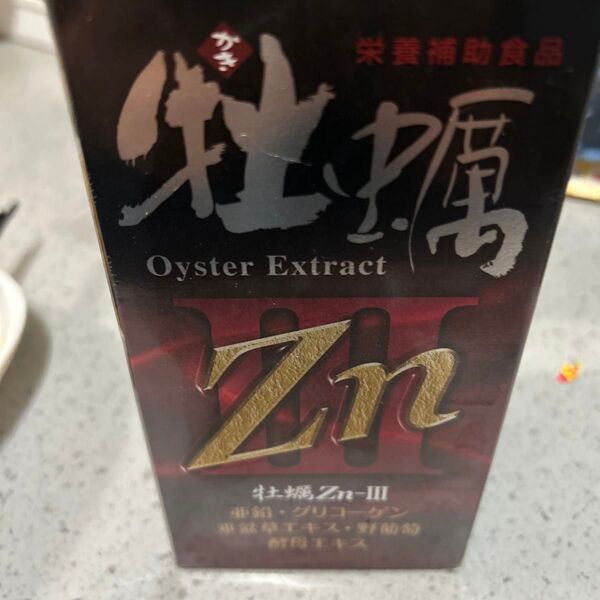 かき
栄養補助食品
牡蠣
Oyster Extract
III
Zn
牡蠣Zn-III
亜鉛・グリコーゲン
亜鉛草エキス・野葡萄
酵母エキス